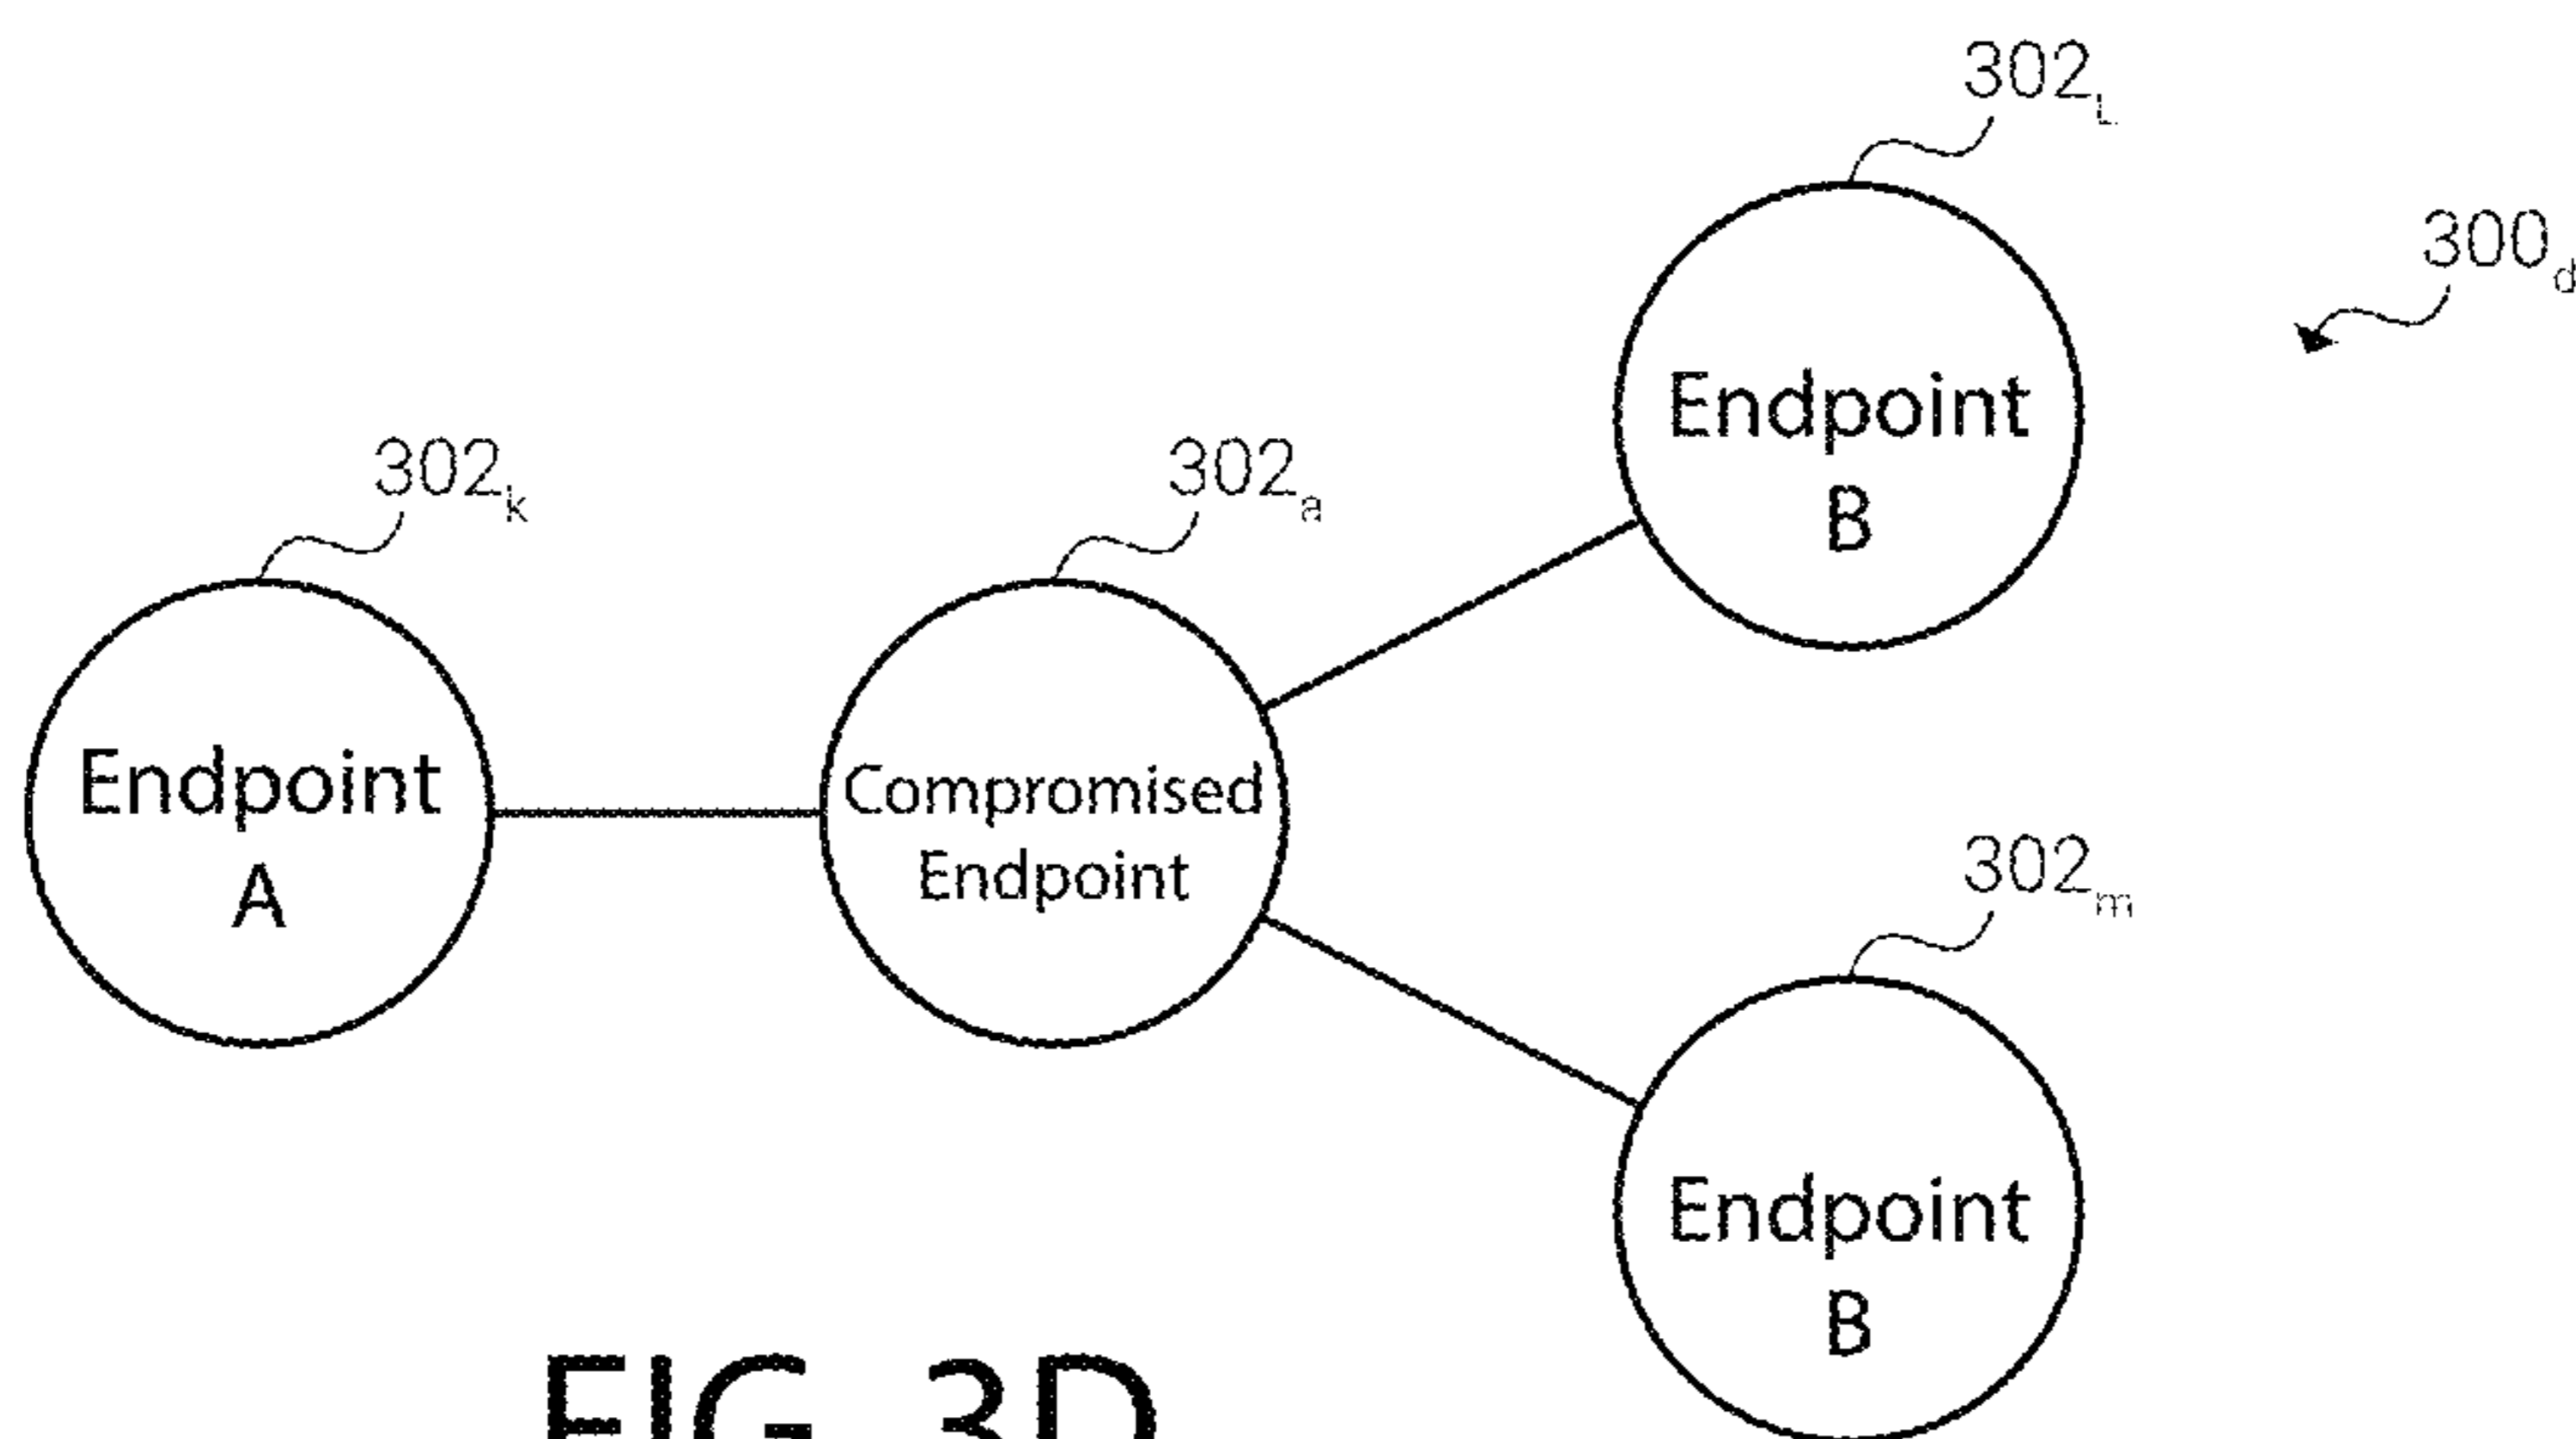 302L
300d
Endpoint
B
302k
302a
Endpoint
A
Compromised
Endpoint
302m
Endpoint
B
FIG. 3D